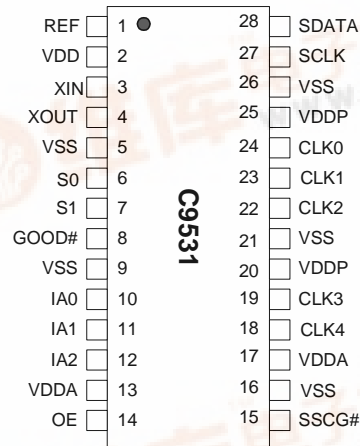 REF 1 28 SDATA
VDD 2 27 SCLK
XIN 3 26 VSS
XOUT 4 25 VDDP
VSS 5 24 CLK0
S0 6 23 CLK1
S1 7 22 CLK2
GOOD# 8 21 VSS
VSS 9 20 VDDP
IA0 10 19 CLK3
IA1 11 18 CLK4
IA2 12 17 VDDA
VDDA 13 16 VSS
OE 14 15 SSCG#
C9531